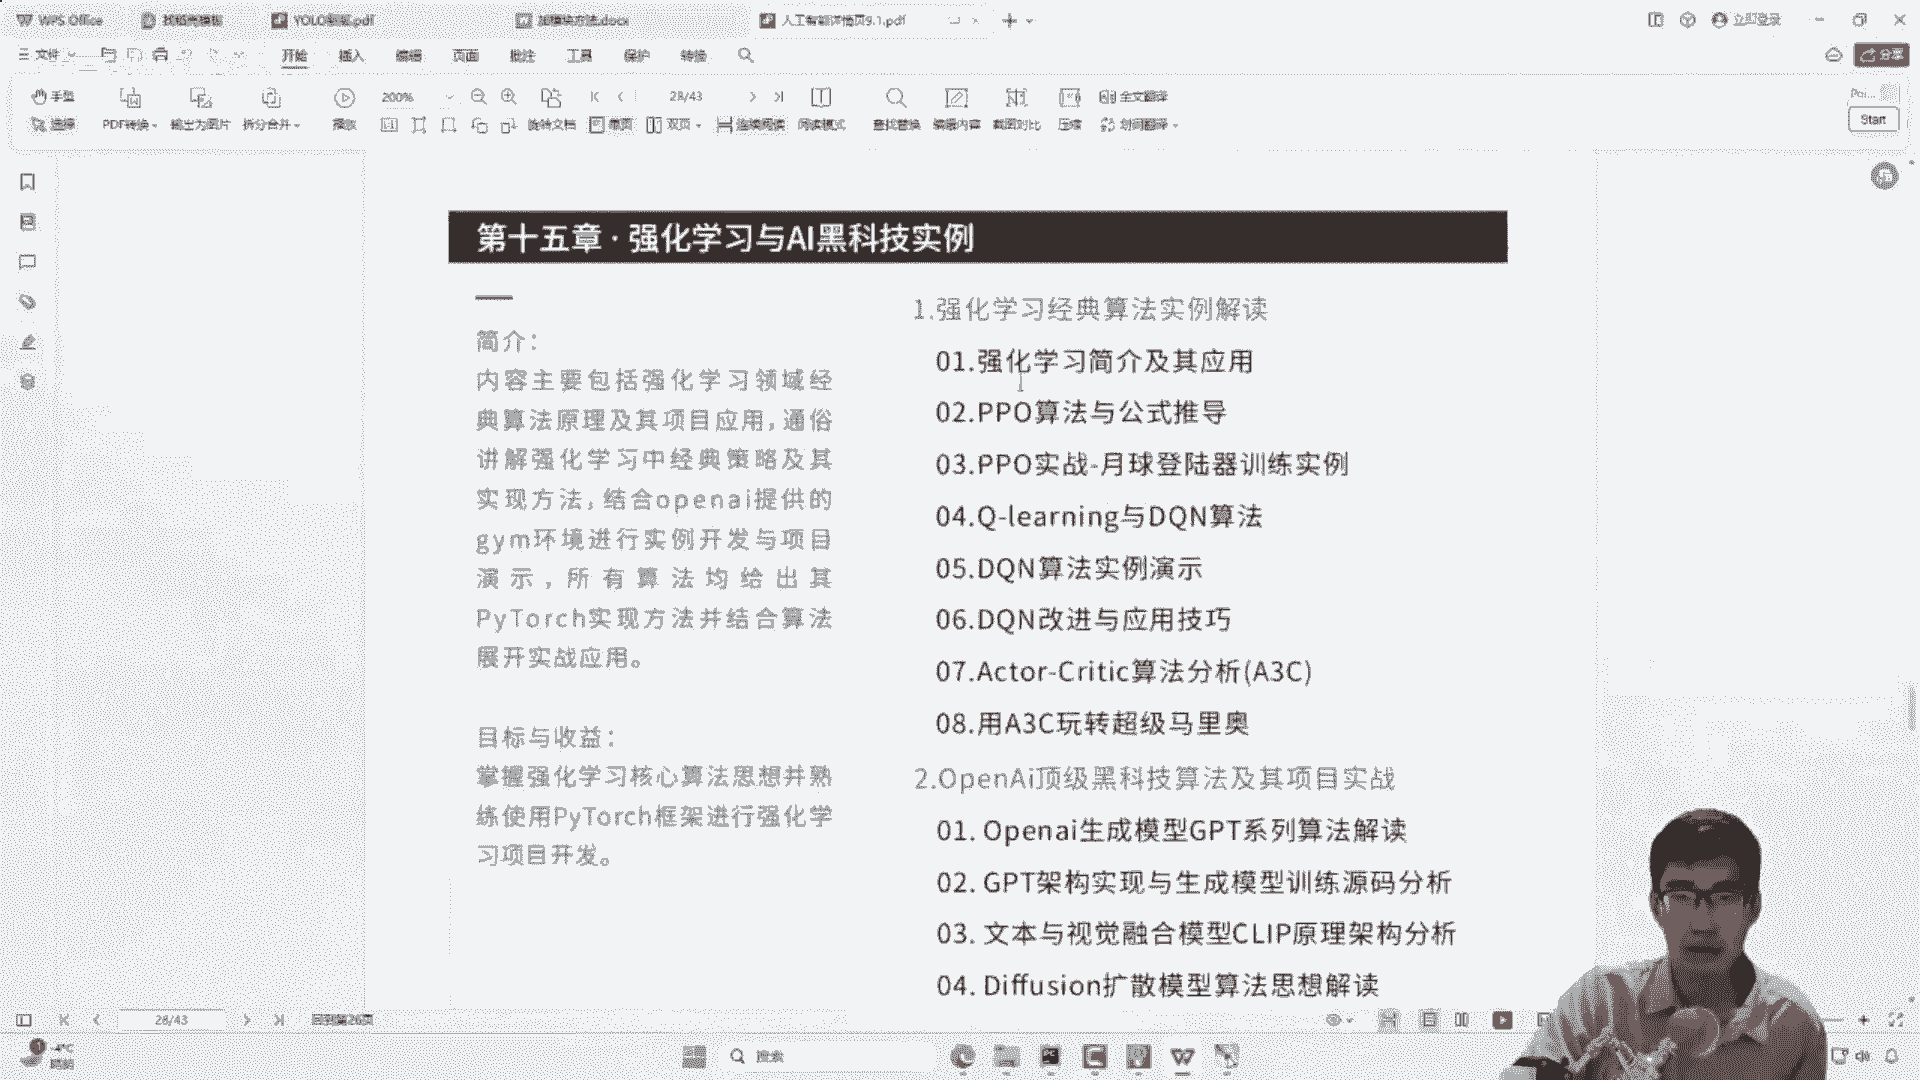 WPS Office
找稻壳模板
YOLO
.pdf
加模块方法.docx
人工智能详情页9.1.pdf
立即登录
文件
开始
插入
编辑
页面
批注
工具
保护
转换
分享
手型
200%
28/43
全文翻译
选择
PDF转换
输出为图片
拆分合并
播放
旋转文档
单页
双页
连续阅读
阅读模式
查找替换
编辑内容
截图对比
压缩
划词翻译
Start
第十五章·强化学习与AI黑科技实例
简介：
内容主要包括强化学习领域经
典算法原理及其项目应用，通俗
讲解强化学习中经典策略及其
实现方法，结合openai提供的
gym环境进行实例开发与项目
演示，所有算法均给出其
PyTorch实现方法并结合算法
展开实战应用。
目标与收益：
掌握强化学习核心算法思想并熟
练使用PyTorch框架进行强化学
习项目开发。
1.强化学习经典算法实例解读
01.强化学习简介及其应用
02.PPO算法与公式推导
03.PPO实战-月球登陆器训练实例
04.Q-learning与DQN算法
05.DQN算法实例演示
06.DQN改进与应用技巧
07.Actor-Critic算法分析(A3C)
08.用A3C玩转超级马里奥
2.OpenAi顶级黑科技算法及其项目实战
01. Openai生成模型GPT系列算法解读
02. GPT架构实现与生成模型训练源码分析
03. 文本与视觉融合模型CLIP原理架构分析
04. Diffusion扩散模型算法思想解读
28/43
回到第26页
-4°C
晴朗
搜索